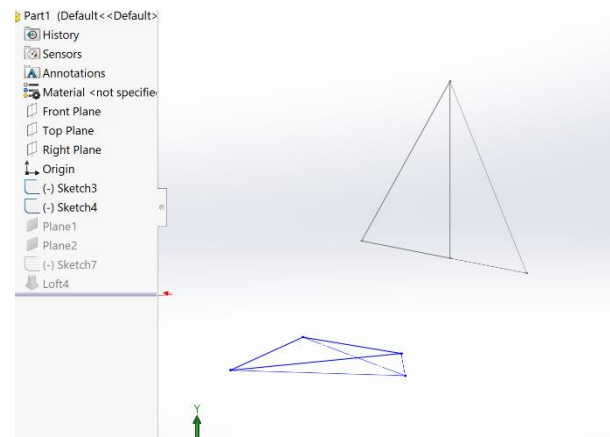 Part1 (Default<<Default>
History
Sensors
Annotations
Material <not specifie
Front Plane
Top Plane
Right Plane
Origin
(-) Sketch3
(-) Sketch4
Plane1
Plane2
(-) Sketch7
Loft4
Y